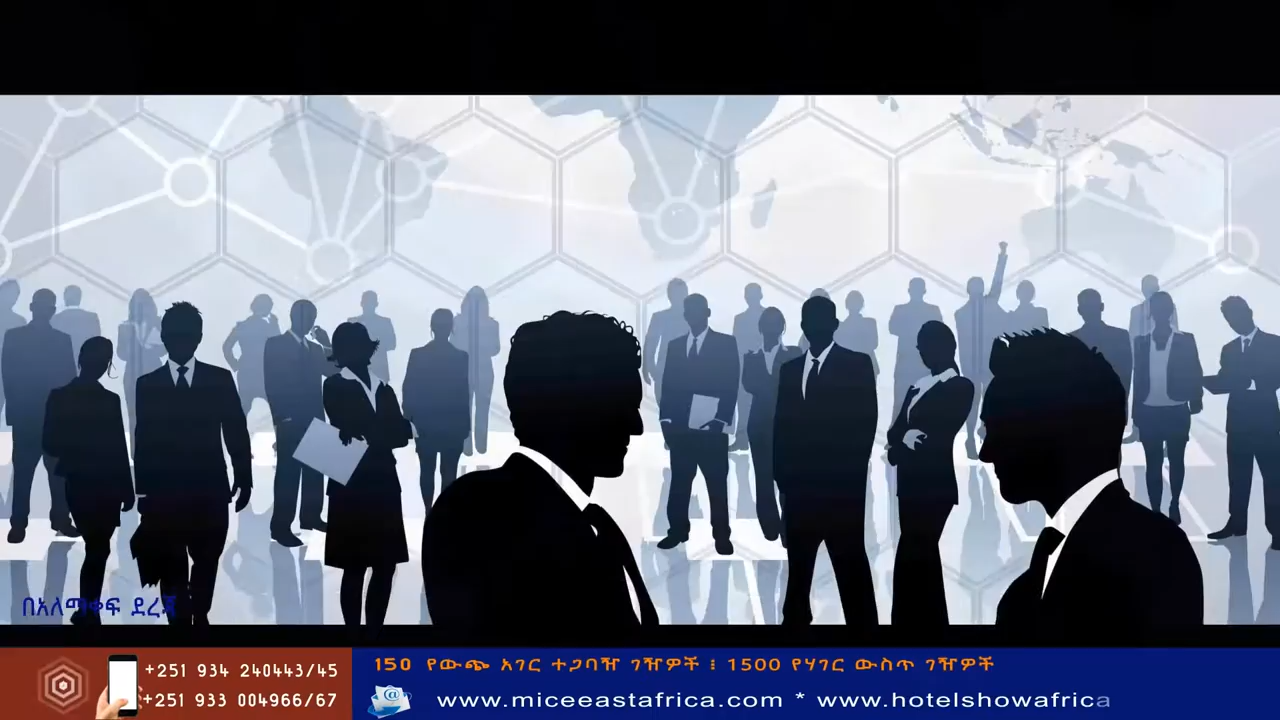 በአለማቀፍ ደረጃ
+251 934 240443/45
+251 933 004966/67
150 የውጭ አገር ተጋባዥ ገዥዎች ፤ 1500 የሃገር ውስጥ ገዥዎች
www.miceeastafrica.com * www.hotelshowafrica